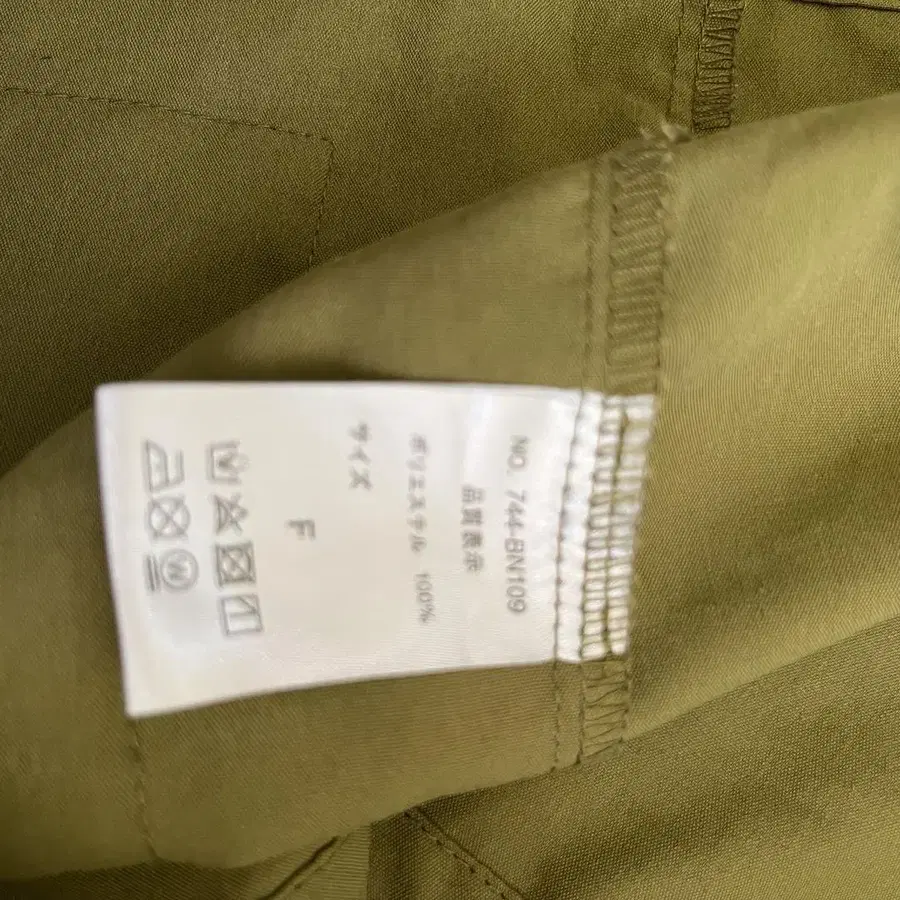 NO. 744-BN109
品質表示
ポリエステル 100%
サイズ
F
W